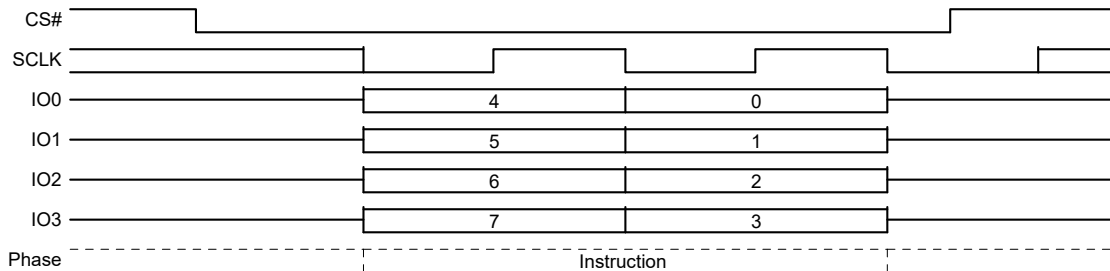 CS#
SCLK
IO0 4 0
IO1 5 1
IO2 6 2
IO3 7 3
Phase Instruction